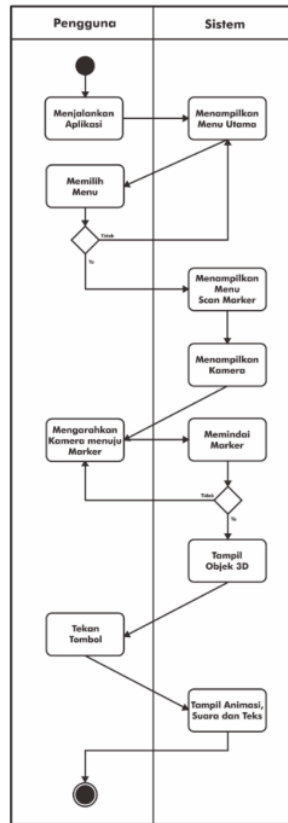 Pengguna
Sistem
Menjalankan
Aplikasi
Menampilkan
Menu Utama
Memilih
Menu
Tidak
Ya
Menampilkan
Menu
Scan Marker
Menampilkan
Kamera
Mengarahkan
Kamera menuju
Marker
Memindai
Marker
Tidak
Ya
Tampil
Objek 3D
Tekan
Tombol
Tampil Animasi,
Suara dan Teks